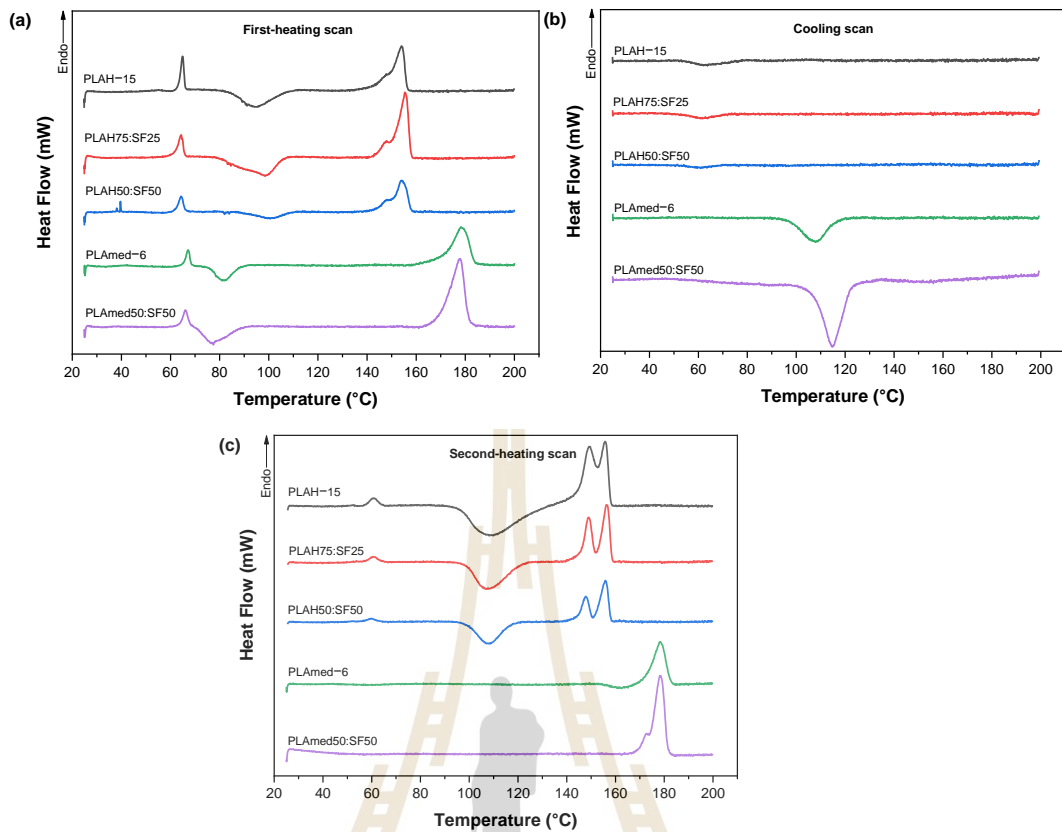 (a)
First-heating scan
Endo
PLAH−15
PLAH75:SF25
PLAH50:SF50
PLAmed−6
PLAmed50:SF50
Heat Flow (mW)
20 40 60 80 100 120 140 160 180 200
Temperature (°C)
(b)
Cooling scan
Endo
PLAH−15
PLAH75:SF25
PLAH50:SF50
PLAmed−6
PLAmed50:SF50
Heat Flow (mW)
20 40 60 80 100 120 140 160 180 200
Temperature (°C)
(c)
Second-heating scan
Endo
PLAH−15
PLAH75:SF25
PLAH50:SF50
PLAmed−6
PLAmed50:SF50
Heat Flow (mW)
20 40 60 80 100 120 140 160 180 200
Temperature (°C)